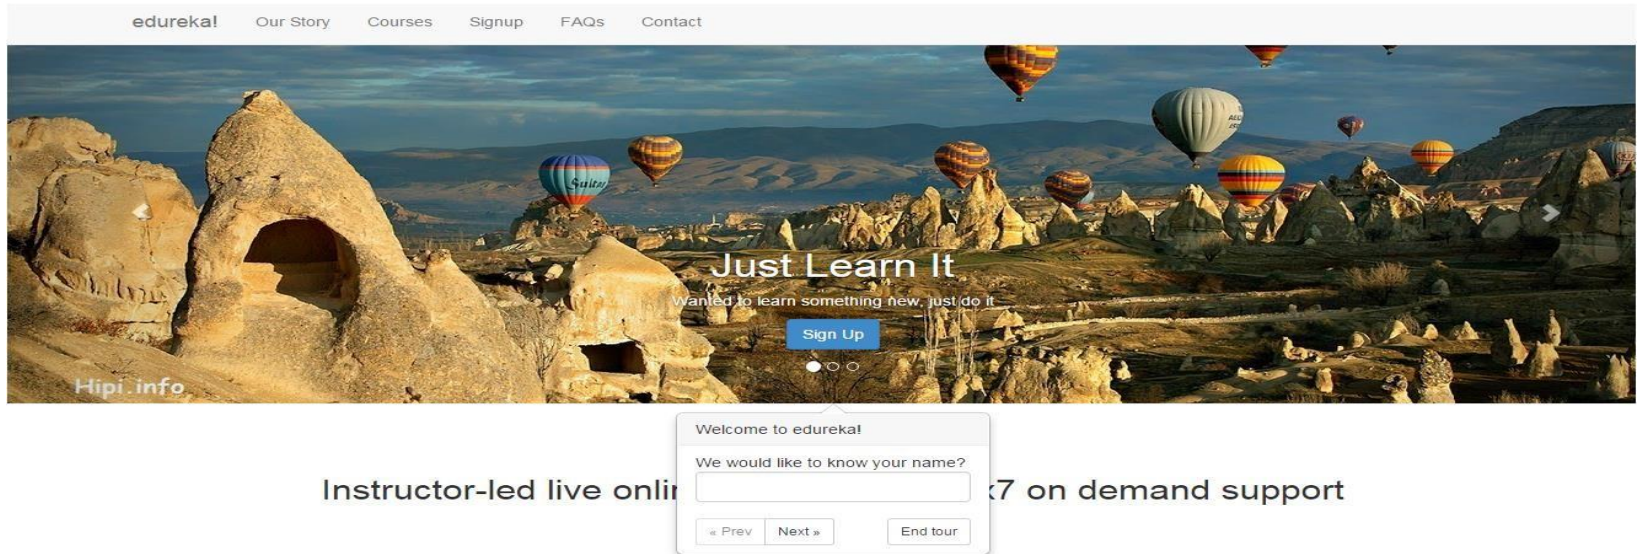 edureka! Our Story Courses Signup FAQs Contact
Suites
Just Learn It
Wanted to learn something new, just do it
Sign Up
Hipi.info
Welcome to edureka!
We would like to know your name?
Instructor-led live x7 on demand support
« Prev Next » End tour